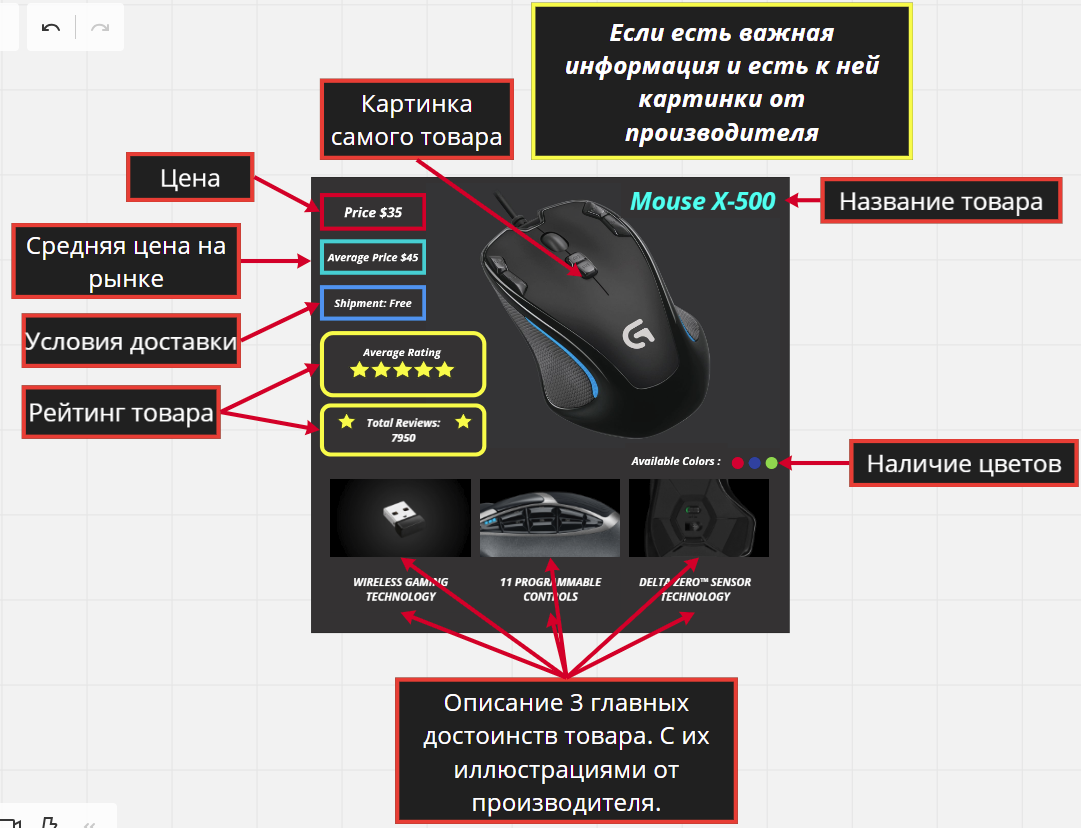 Если есть важная
информация и есть к ней
картинки от
производителя
Картинка
самого товара
Цена
Price $35
Mouse X-500
Название товара
Средняя цена на
рынке
Average Price $45
Условия доставки
Shipment: Free
Average Rating
Рейтинг товара
Total Reviews:
7950
Available Colors :
Наличие цветов
WIRELESS GAMING
TECHNOLOGY
11 PROGRAMMABLE
CONTROLS
DELTA ZERO™ SENSOR
TECHNOLOGY
Описание 3 главных
достоинств товара. С их
иллюстрациями от
производителя.